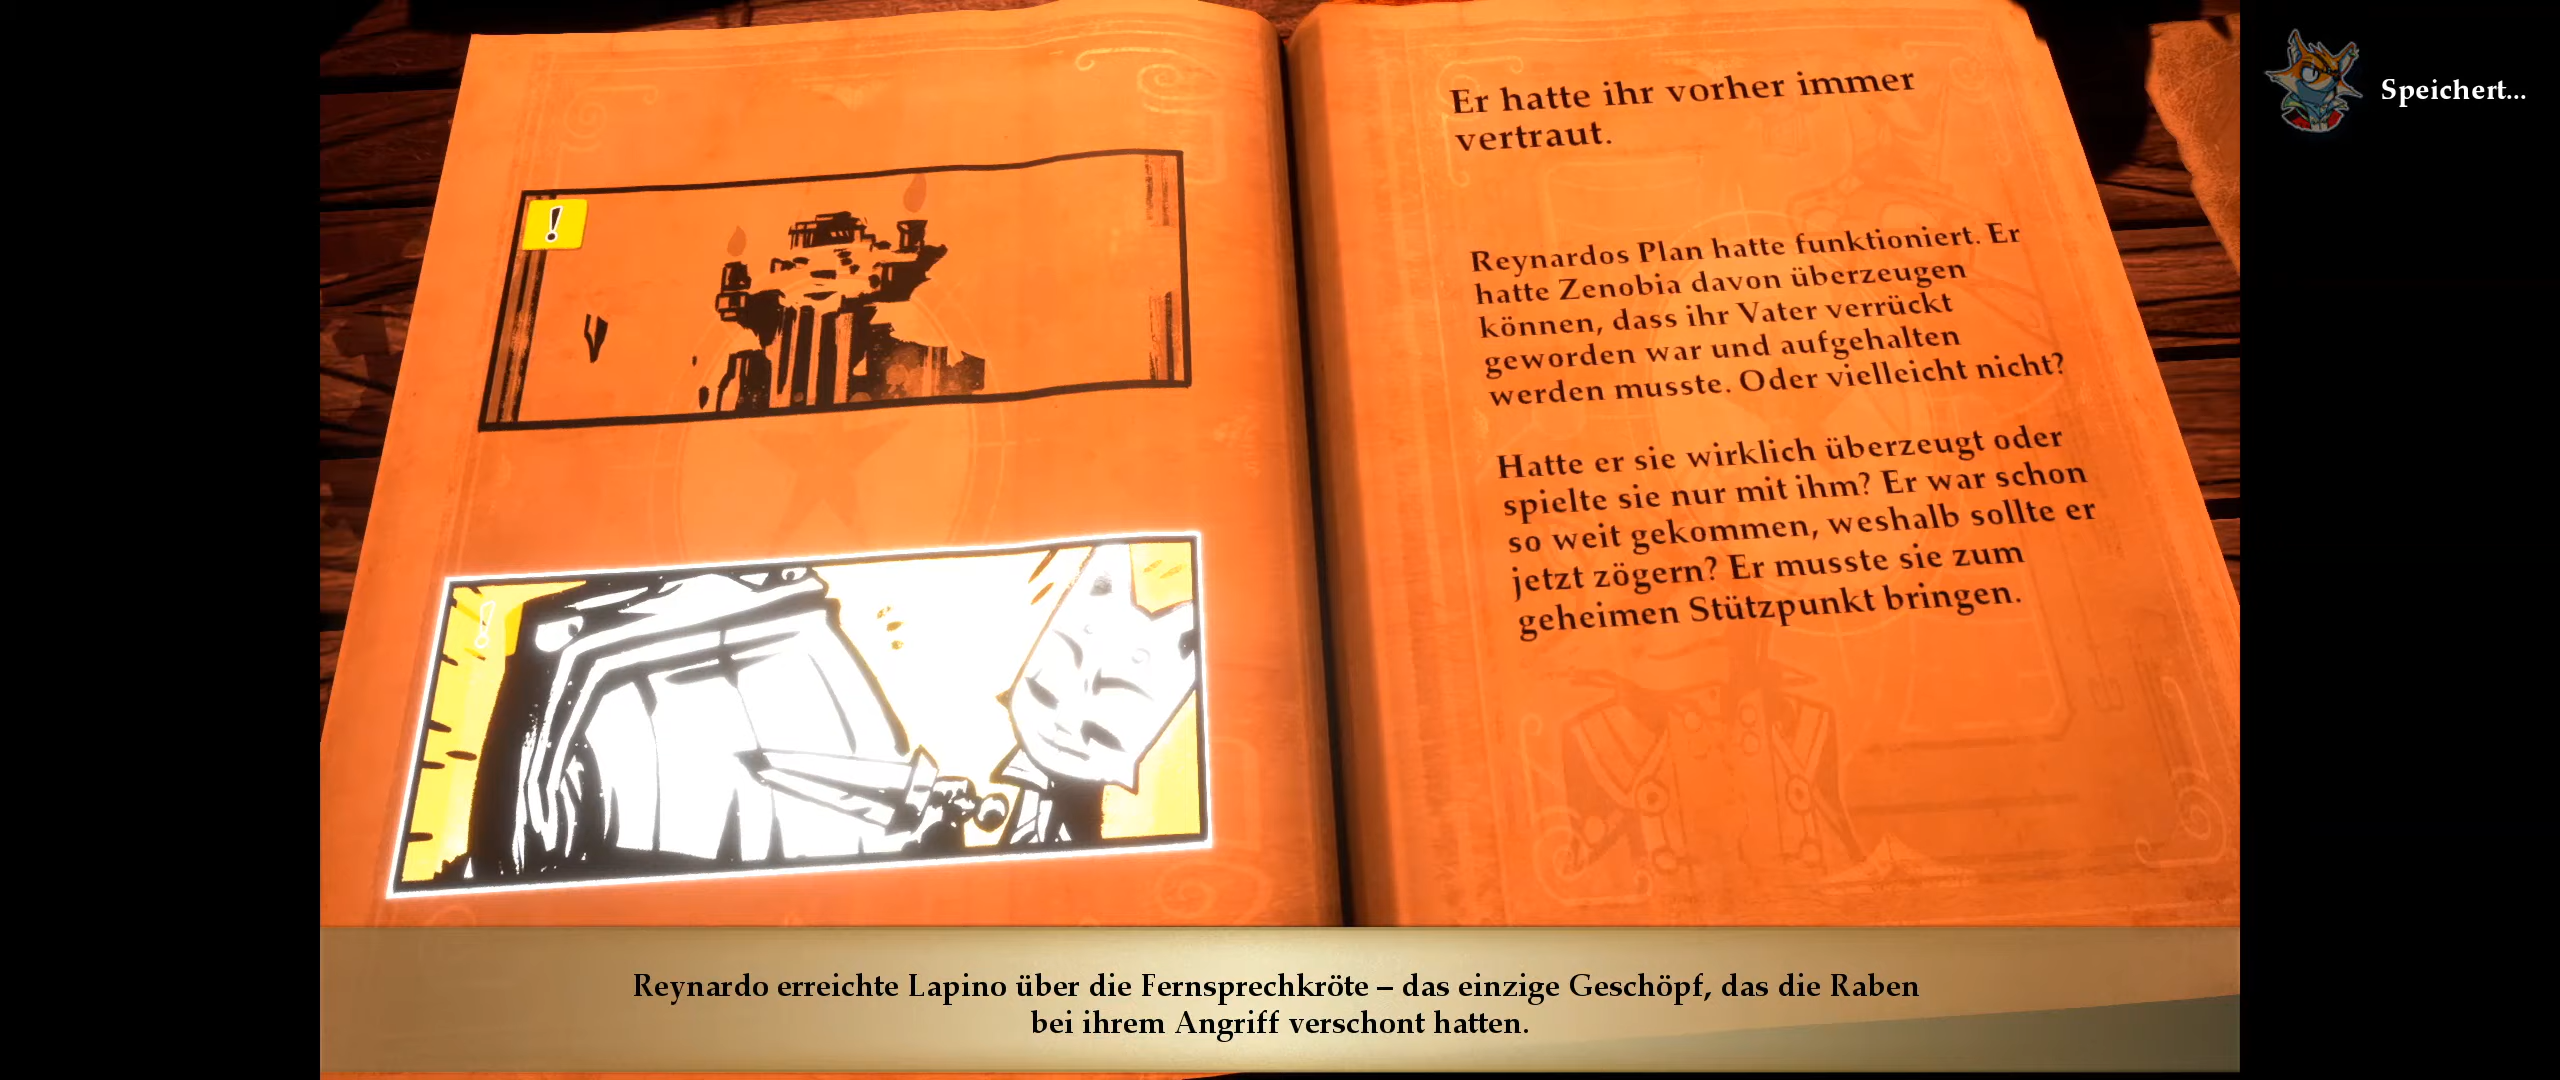 Speichert...
Er hatte ihr vorher immer
vertraut.
Reynardos Plan hatte funktioniert. Er
hatte Zenobia davon überzeugen
können, dass ihr Vater verrückt
geworden war und aufgehalten
werden musste. Oder vielleicht nicht?
Hatte er sie wirklich überzeugt oder
spielte sie nur mit ihm? Er war schon
so weit gekommen, weshalb sollte er
jetzt zögern? Er musste sie zum
geheimen Stützpunkt bringen.
!
!
Reynardo erreichte Lapino über die Fernsprechkröte – das einzige Geschöpf, das die Raben
bei ihrem Angriff verschont hatten.